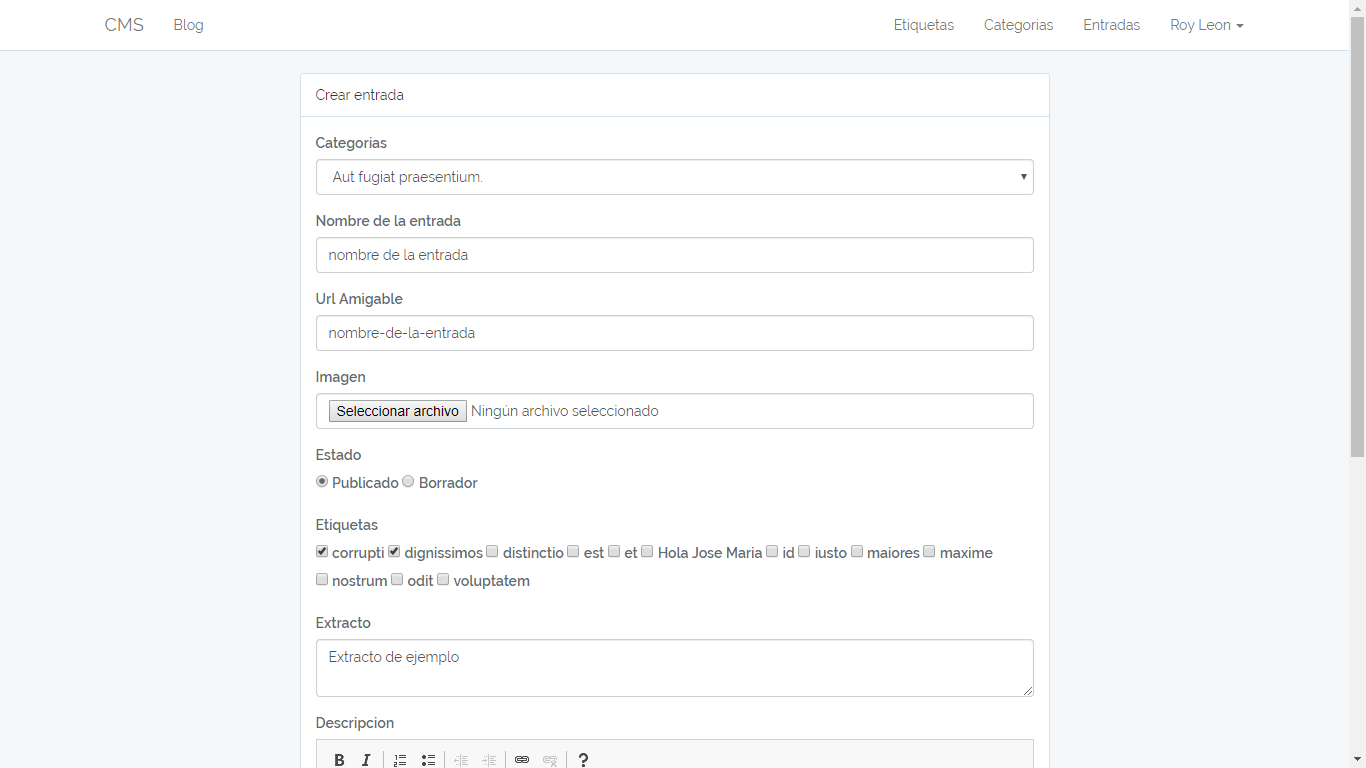 CMS Blog Etiquetas Categorias Entradas Roy Leon
Crear entrada
Categorias
Aut fugiat praesentium.
Nombre de la entrada
nombre de la entrada
Url Amigable
nombre-de-la-entrada
Imagen
Seleccionar archivo Ningún archivo seleccionado
Estado
Publicado Borrador
Etiquetas
corrupti dignissimos distinctio est et Hola Jose Maria id iusto maiores maxime
nostrum odit voluptatem
Extracto
Extracto de ejemplo
Descripcion
B I ?